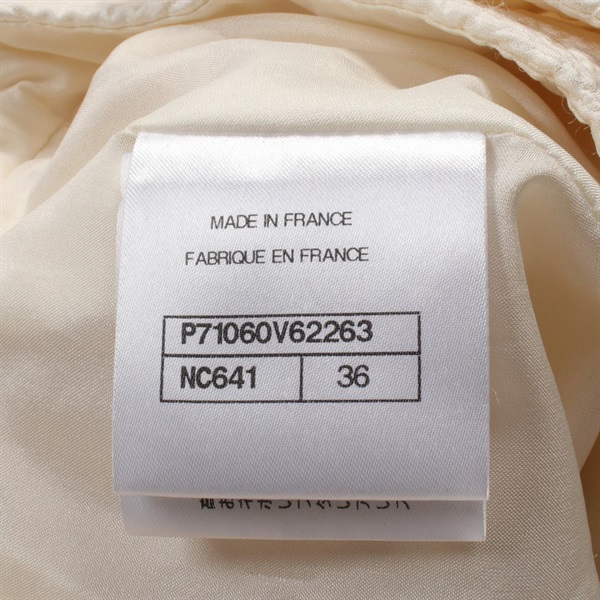 MADE IN FRANCE
FABRIQUE EN FRANCE
P71060V62263
NC641 36